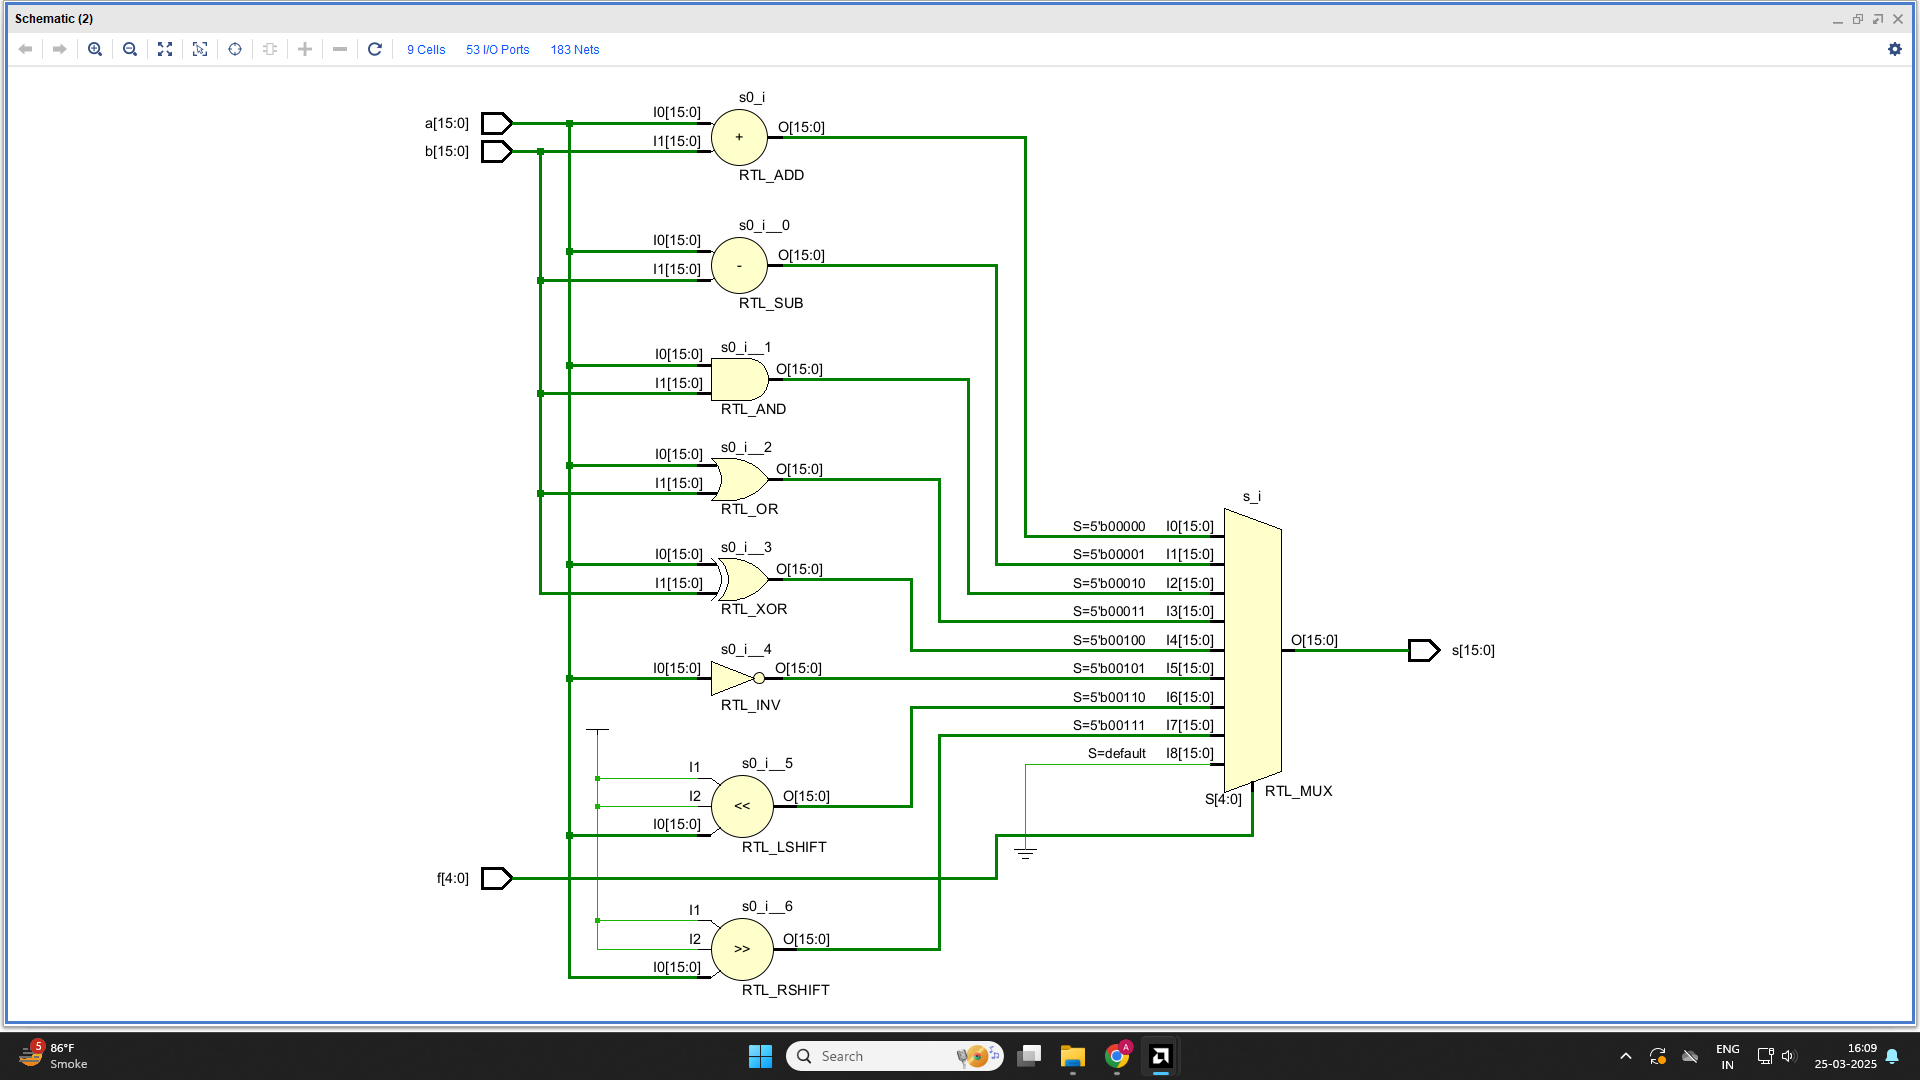 Schematic (2)
9 Cells 53 I/O Ports 183 Nets
a[15:0]
b[15:0]
s0_i
I0[15:0]
I1[15:0]
+
O[15:0]
RTL_ADD
s0_i__0
I0[15:0]
I1[15:0]
-
O[15:0]
RTL_SUB
s0_i__1
I0[15:0]
I1[15:0]
O[15:0]
RTL_AND
s0_i__2
I0[15:0]
I1[15:0]
O[15:0]
RTL_OR
s0_i__3
I0[15:0]
I1[15:0]
O[15:0]
RTL_XOR
s0_i__4
I0[15:0]
O[15:0]
RTL_INV
s0_i__5
I1
I2
I0[15:0]
<<
O[15:0]
RTL_LSHIFT
f[4:0]
s0_i__6
I1
I2
I0[15:0]
>>
O[15:0]
RTL_RSHIFT
s_i
S=5'b00000 I0[15:0]
S=5'b00001 I1[15:0]
S=5'b00010 I2[15:0]
S=5'b00011 I3[15:0]
S=5'b00100 I4[15:0]
S=5'b00101 I5[15:0]
S=5'b00110 I6[15:0]
S=5'b00111 I7[15:0]
S=default I8[15:0]
S[4:0]
RTL_MUX
O[15:0]
s[15:0]
5
86°F
Smoke
Search
A
ENG
IN
16:09
25-03-2025